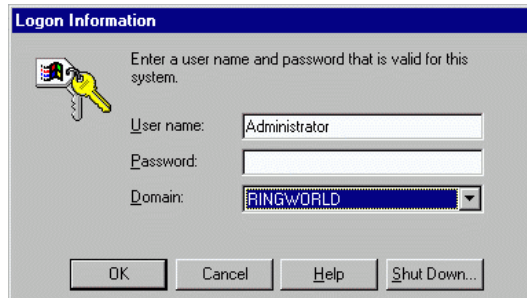 Logon Information
Enter a user name and password that is valid for this
system.
User name: Administrator
Password:
Domain: RINGWORLD
OK Cancel Help Shut Down...